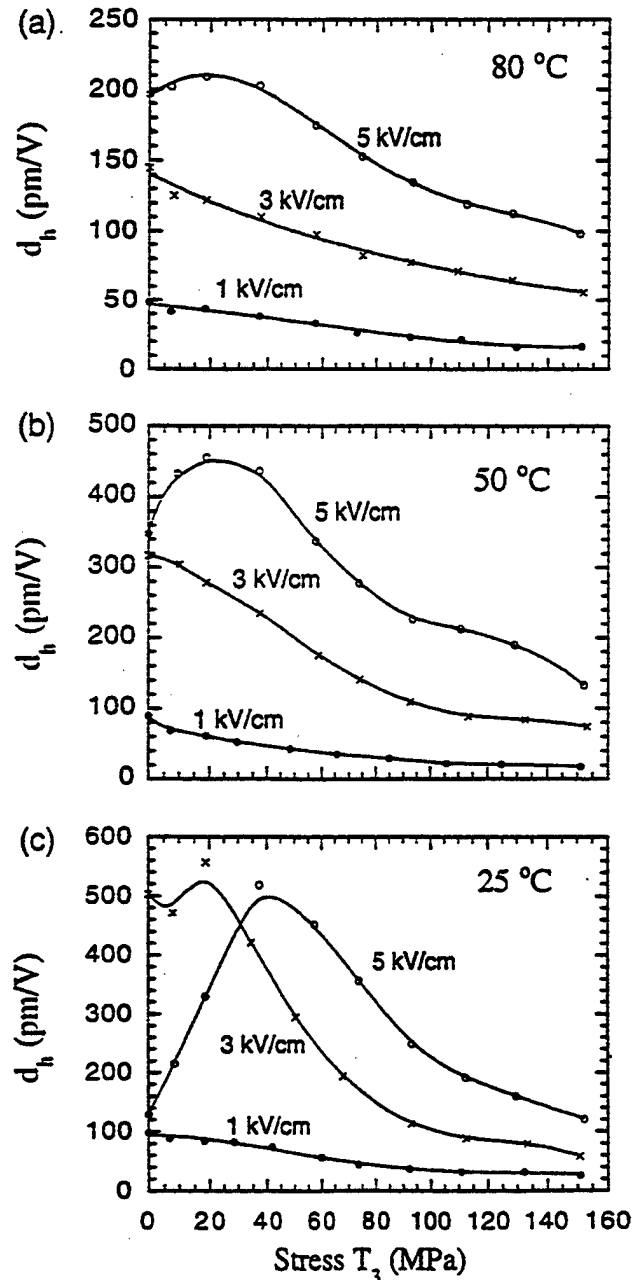 (a)
250
200
150
100
50
0
d_h (pm/V)
80 °C
5 kV/cm
3 kV/cm
1 kV/cm
(b)
500
400
300
200
100
0
d_h (pm/V)
50 °C
5 kV/cm
3 kV/cm
1 kV/cm
(c)
600
500
400
300
200
100
0
d_h (pm/V)
25 °C
5 kV/cm
3 kV/cm
1 kV/cm
0 20 40 60 80 100 120 140 160
Stress T_3 (MPa)